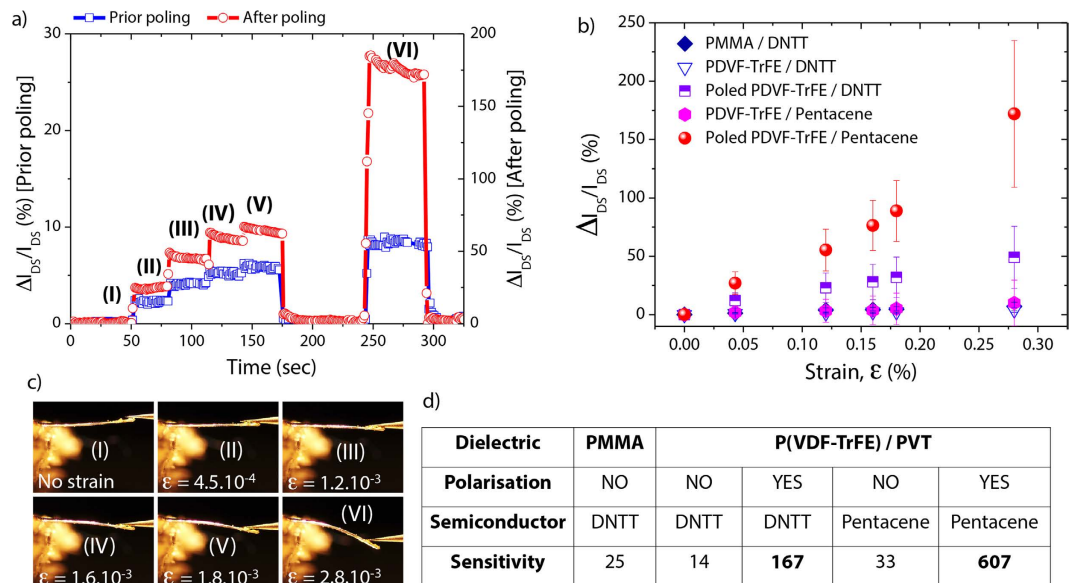 a)
Prior poling After poling
ΔI_DS/I_DS (%) [Prior poling]
30
20
10
0
(I)
(II)
(III)
(IV)
(V)
(VI)
200
150
100
50
0
ΔI_DS/I_DS (%) [After poling]
0 50 100 150 200 250 300
Time (sec)
b)
ΔI_DS/I_DS (%)
250
200
150
100
50
0
PMMA / DNTT
PDVF-TrFE / DNTT
Poled PDVF-TrFE / DNTT
PDVF-TrFE / Pentacene
Poled PDVF-TrFE / Pentacene
0.00 0.05 0.10 0.15 0.20 0.25 0.30
Strain, ε (%)
c)
(I)
No strain
(II)
ε = 4.5.10⁻⁴
(III)
ε = 1.2.10⁻³
(IV)
ε = 1.6.10⁻³
(V)
ε = 1.8.10⁻³
(VI)
ε = 2.8.10⁻³
d)
Dielectric PMMA P(VDF-TrFE) / PVT
Polarisation NO NO YES NO YES
Semiconductor DNTT DNTT DNTT Pentacene Pentacene
Sensitivity 25 14 167 33 607